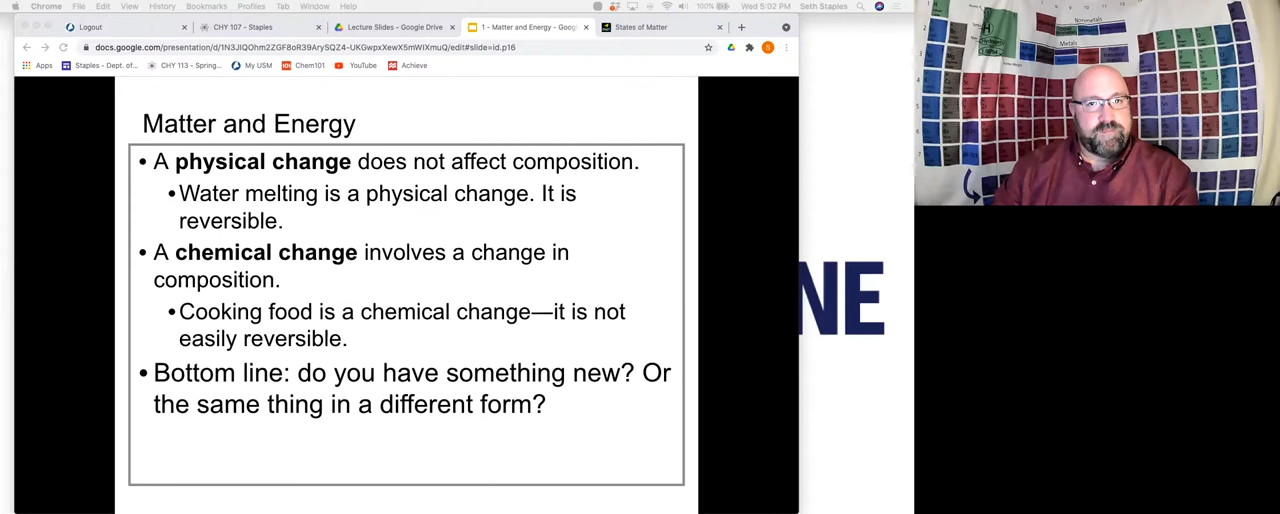 Chrome File Edit View History Bookmarks Profiles Tab Window Help 100% Wed 5:02 PM Seth Staples
Logout CHY 107 - Staples Lecture Slides - Google Drive 1 - Matter and Energy - Goog States of Matter
docs.google.com/presentation/d/1N3JIQOhm2ZGF8oR39ArySQZ4-UKGwpxXewX5mWIXmuQ/edit#slide=id.p16
Apps Staples - Dept. of... CHY 113 - Spring... My USM Chem101 YouTube Achieve
Matter and Energy
• A physical change does not affect composition.
•Water melting is a physical change. It is
reversible.
• A chemical change involves a change in
composition.
•Cooking food is a chemical change—it is not
easily reversible.
• Bottom line: do you have something new? Or
the same thing in a different form?
NE
Nonmetals
Metals
H